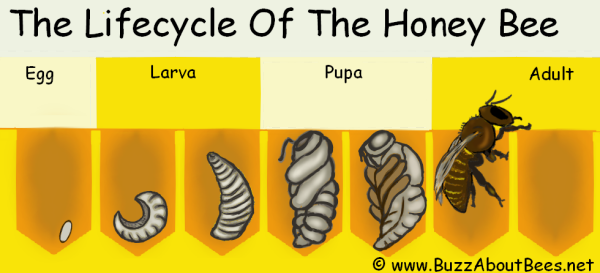 The Lifecycle Of The Honey Bee
Egg
Larva
Pupa
Adult
© www.BuzzAboutBees.net